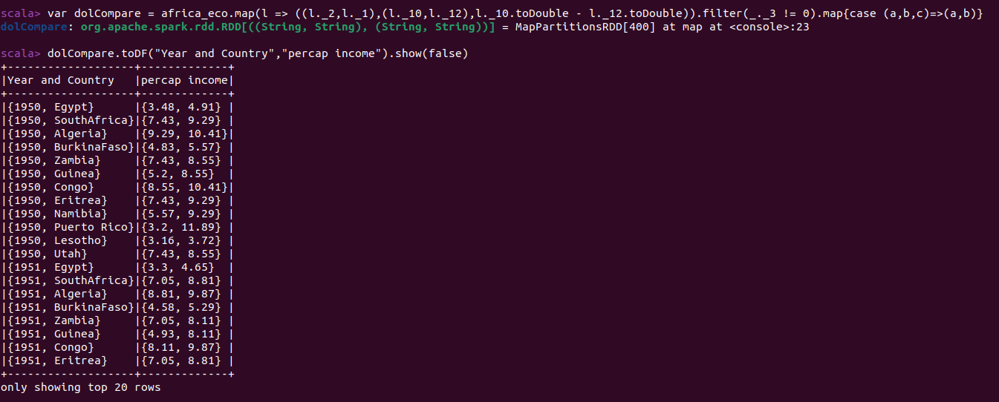 scala> var dolCompare = africa_eco.map(l => ((l._2,l._1),(l._10,l._12),l._10.toDouble - l._12.toDouble)).filter(_._3 != 0).map{case (a,b,c)=>(a,b)}
dolCompare: org.apache.spark.rdd.RDD[((String, String), (String, String))] = MapPartitionsRDD[400] at map at <console>:23

scala> dolCompare.toDF("Year and Country","percap income").show(false)
+-------------------+-------------+
|Year and Country   |percap income|
+-------------------+-------------+
|{1950, Egypt}      |{3.48, 4.91} |
|{1950, SouthAfrica}|{7.43, 9.29} |
|{1950, Algeria}    |{9.29, 10.41}|
|{1950, BurkinaFaso}|{4.83, 5.57} |
|{1950, Zambia}     |{7.43, 8.55} |
|{1950, Guinea}     |{5.2, 8.55}  |
|{1950, Congo}      |{8.55, 10.41}|
|{1950, Eritrea}    |{7.43, 9.29} |
|{1950, Namibia}    |{5.57, 9.29} |
|{1950, Puerto Rico}|{3.2, 11.89} |
|{1950, Lesotho}    |{3.16, 3.72} |
|{1950, Utah}       |{7.43, 8.55} |
|{1951, Egypt}      |{3.3, 4.65}  |
|{1951, SouthAfrica}|{7.05, 8.81} |
|{1951, Algeria}    |{8.81, 9.87} |
|{1951, BurkinaFaso}|{4.58, 5.29} |
|{1951, Zambia}     |{7.05, 8.11} |
|{1951, Guinea}     |{4.93, 8.11} |
|{1951, Congo}      |{8.11, 9.87} |
|{1951, Eritrea}    |{7.05, 8.81} |
+-------------------+-------------+
only showing top 20 rows